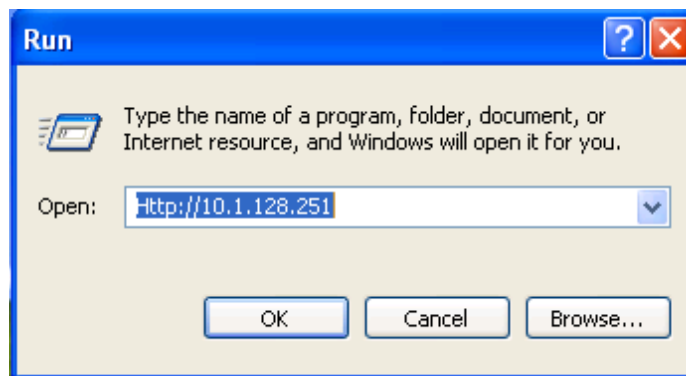 Run
Type the name of a program, folder, document, or
Internet resource, and Windows will open it for you.
Open: Http://10.1.128.251
OK Cancel Browse...